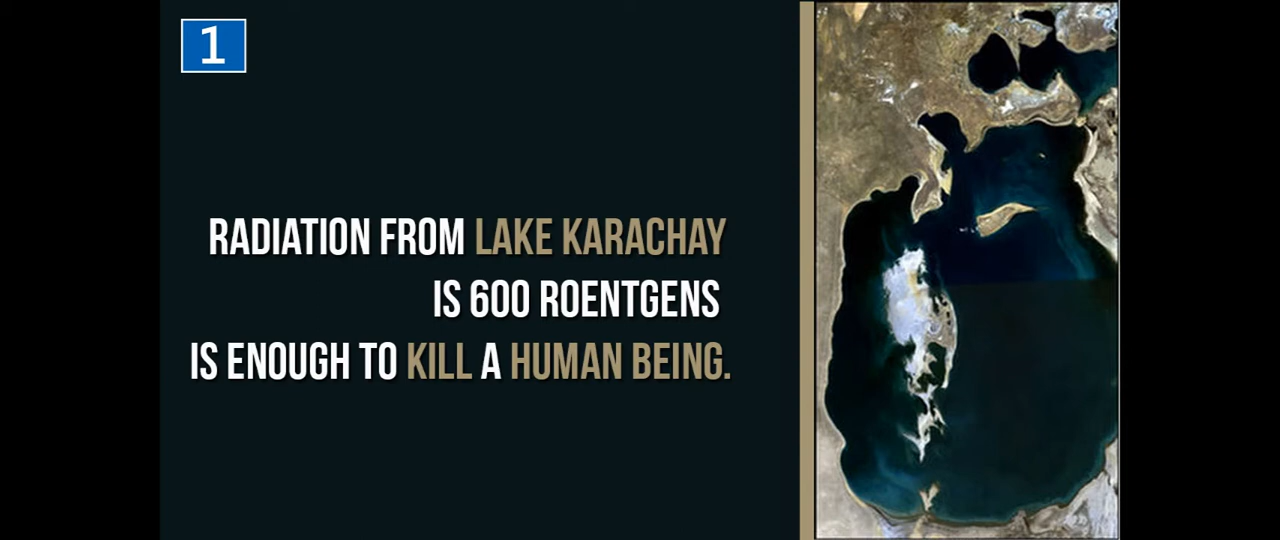 1
RADIATION FROM LAKE KARACHAY
IS 600 ROENTGENS
IS ENOUGH TO KILL A HUMAN BEING.